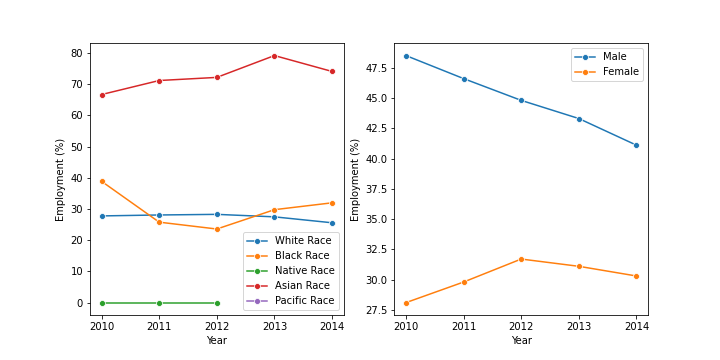 80
70
60
50
40
30
20
10
0
Employment (%)
2010 2011 2012 2013 2014
Year
White Race
Black Race
Native Race
Asian Race
Pacific Race
47.5
45.0
42.5
40.0
37.5
35.0
32.5
30.0
27.5
Employment (%)
2010 2011 2012 2013 2014
Year
Male
Female